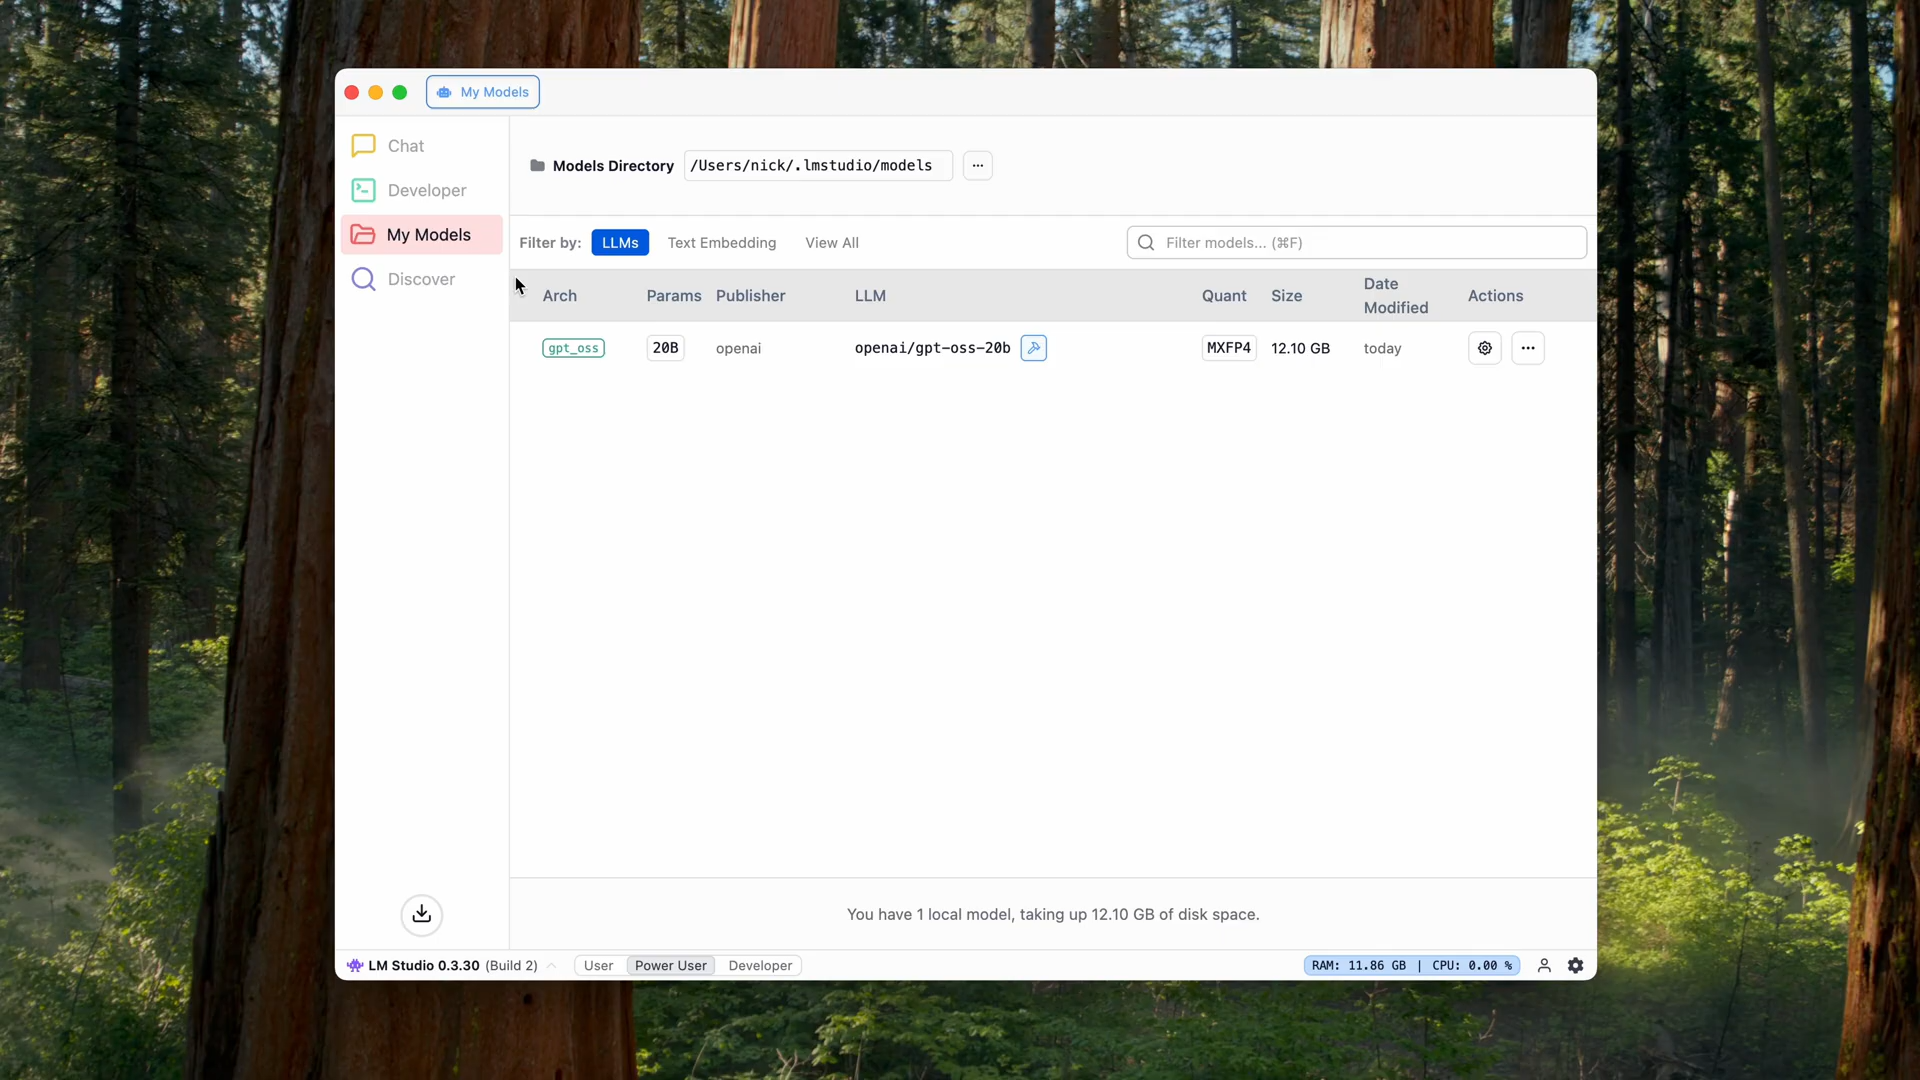 My Models
Chat
Developer
My Models
Discover
Models Directory /Users/nick/.lmstudio/models ...
Filter by: LLMs Text Embedding View All Filter models... (⌘F)
Arch Params Publisher LLM Quant Size Date Modified Actions
gpt_oss 20B openai openai/gpt-oss-20b MXFP4 12.10 GB today ...
You have 1 local model, taking up 12.10 GB of disk space.
LM Studio 0.3.30 (Build 2) User Power User Developer RAM: 11.86 GB | CPU: 0.00 %